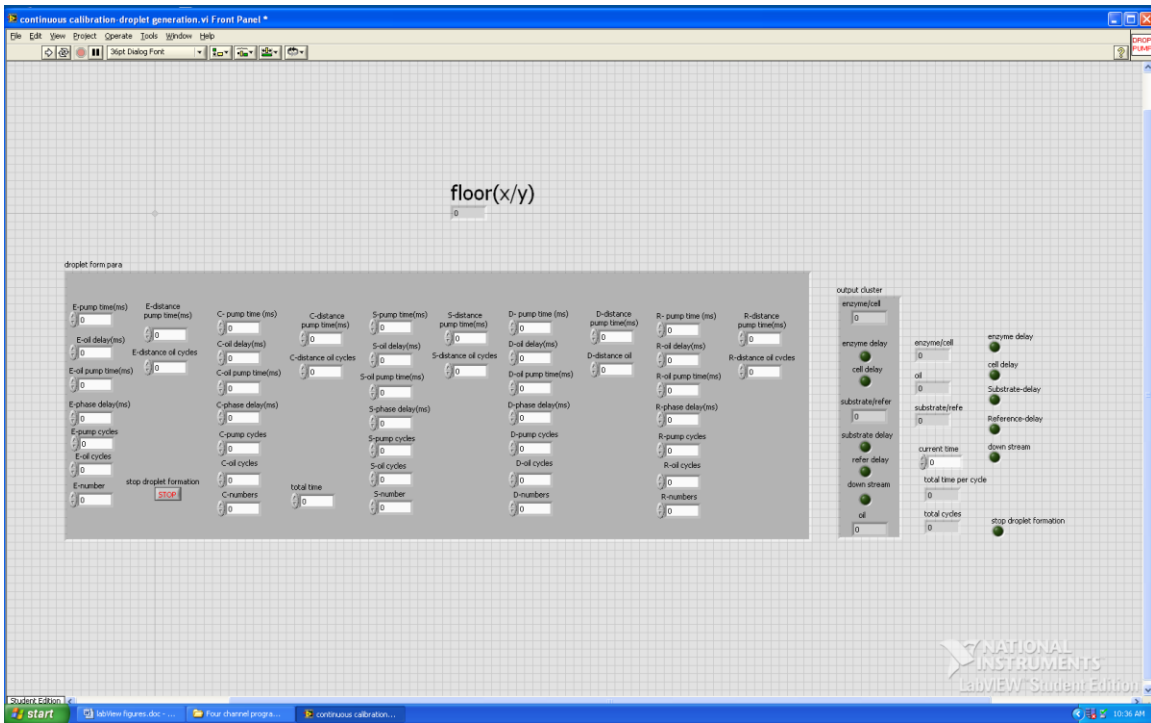 continuous calibration-droplet generation.vi Front Panel *
File Edit View Project Operate Tools Window Help
36pt Dialog Font
DROP
PUMP
floor(x/y)
0
droplet form para
E-pump time(ms)
0
E-oil delay(ms)
0
E-oil pump time(ms)
0
E-phase delay(ms)
0
E-pump cycles
0
E-oil cycles
0
E-number
0
E-distance
pump time(ms)
0
E-distance oil cycles
0
stop droplet formation
STOP
C- pump time (ms)
0
C-oil delay(ms)
0
C-oil pump time(ms)
0
C-phase delay(ms)
0
C-pump cycles
0
C-oil cycles
0
C-numbers
0
C-distance
pump time(ms)
0
C-distance oil cycles
0
total time
0
S-pump time(ms)
0
S-oil delay(ms)
0
S-oil pump time(ms)
0
S-phase delay(ms)
0
S-pump cycles
0
S-oil cycles
0
S-number
0
S-distance
pump time(ms)
0
S-distance oil cycles
0
D- pump time (ms)
0
D-oil delay(ms)
0
D-oil pump time(ms)
0
D-phase delay(ms)
0
D-pump cycles
0
D-oil cycles
0
D-numbers
0
D-distance
pump time(ms)
0
D-distance oil
0
R- pump time (ms)
0
R-oil delay(ms)
0
R-oil pump time(ms)
0
R-phase delay(ms)
0
R-pump cycles
0
R-oil cycles
0
R-numbers
0
R-distance
pump time(ms)
0
R-distance oil cycles
0
output cluster
enzyme/cell
0
enzyme delay
cell delay
substrate/refer
0
substrate delay
refer delay
down stream
oil
0
enzyme/cell
0
oil
0
substrate/refe
0
current time
0
total time per cycle
0
total cycles
0
enzyme delay
cell delay
Substrate-delay
Reference-delay
down stream
stop droplet formation
NATIONAL
INSTRUMENTS
LabVIEW Student Edition
Student Edition
start
labView figures.doc - ...
Four channel progra...
continuous calibration...
10:36 AM